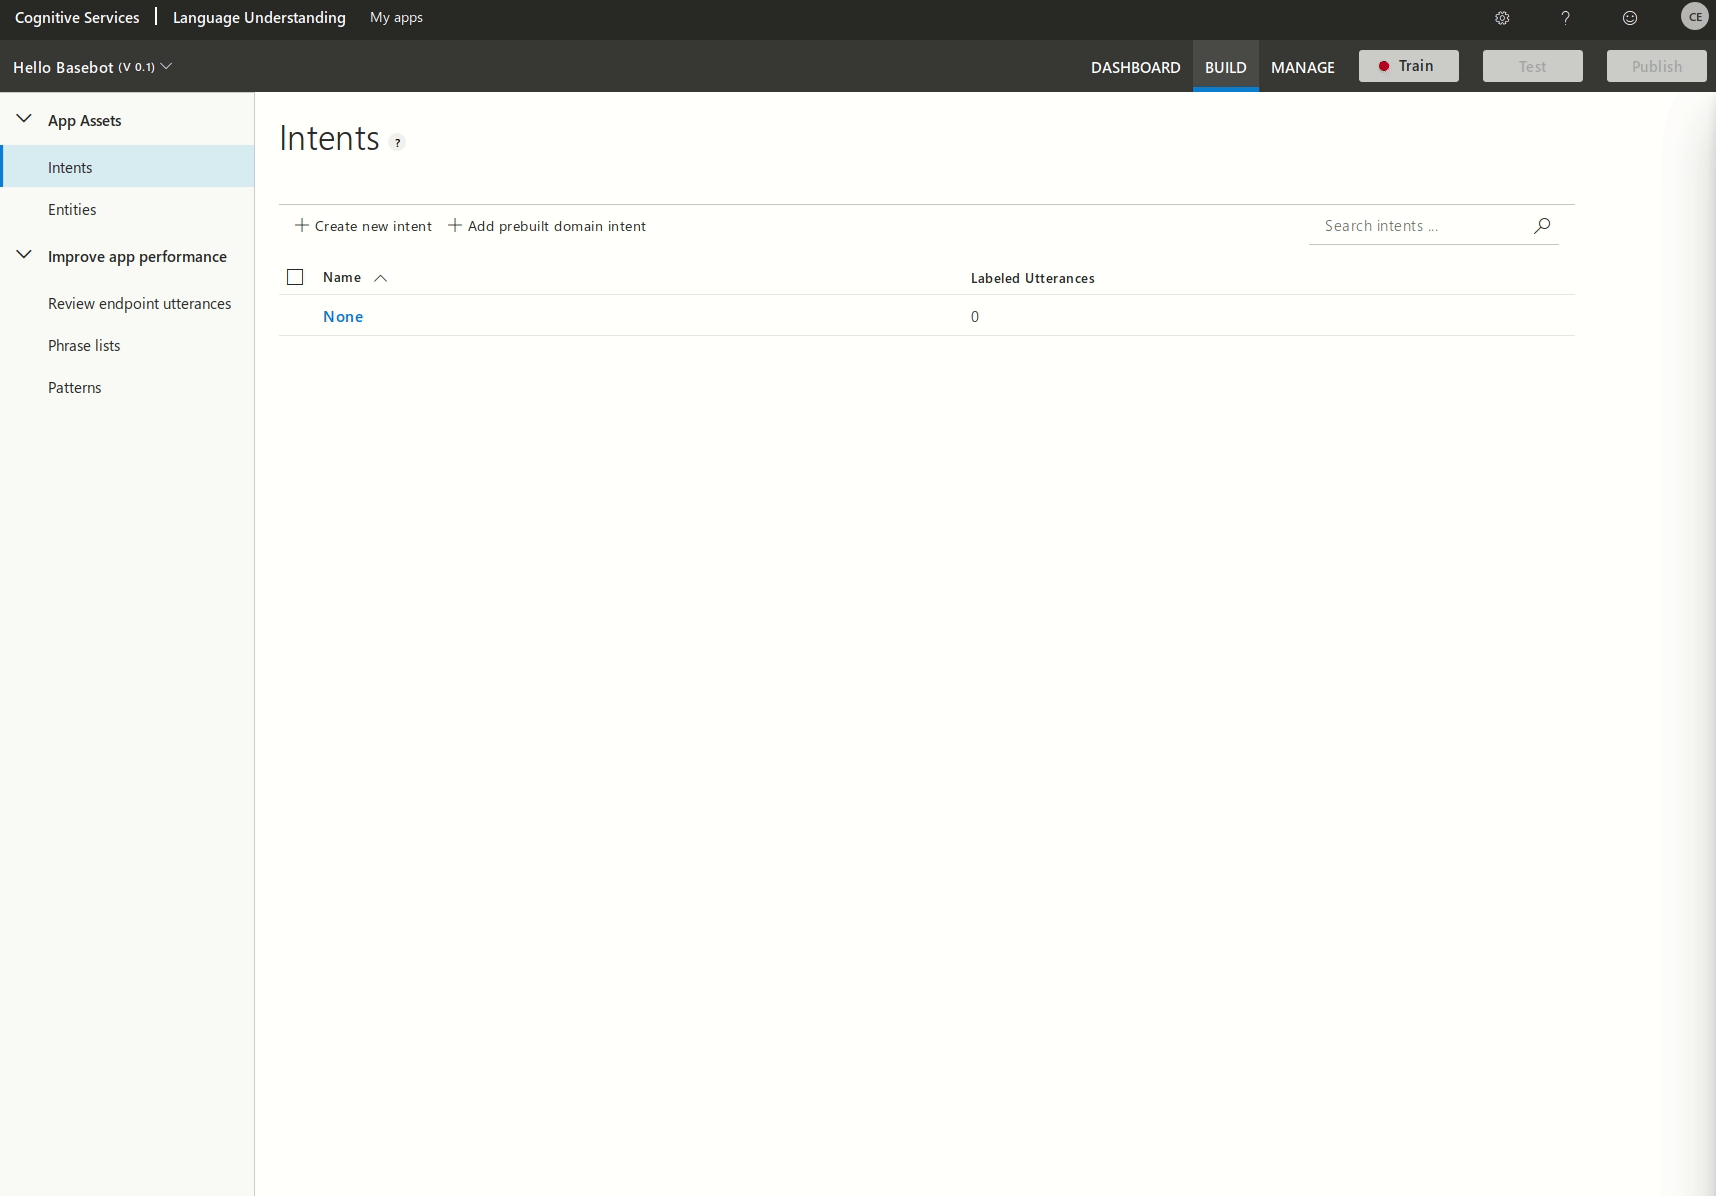 Cognitive Services | Language Understanding My apps ? CE
Hello Basebot (V 0.1) DASHBOARD BUILD MANAGE Train Test Publish
App Assets
Intents
Entities
Improve app performance
Review endpoint utterances
Phrase lists
Patterns
Intents ?
+ Create new intent + Add prebuilt domain intent Search intents ...
Name Labeled Utterances
None 0